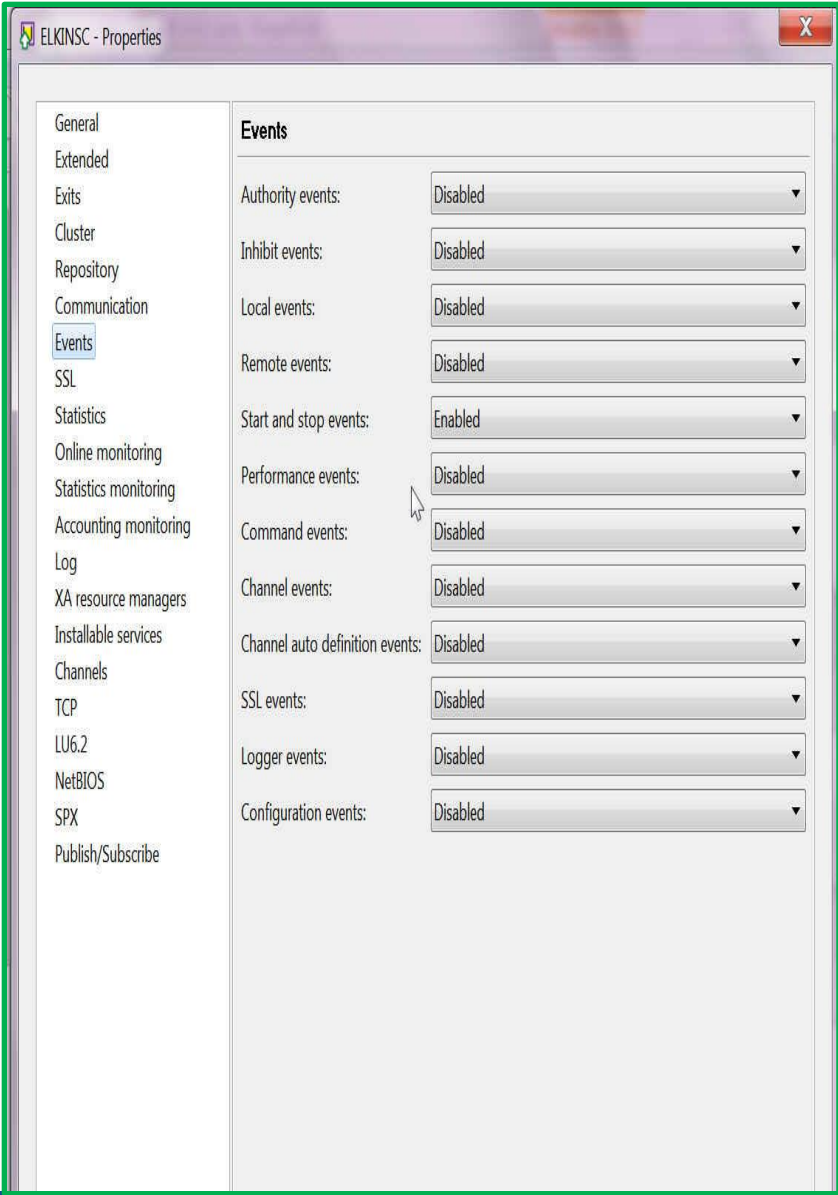 ELKINSC - Properties
General
Extended
Exits
Cluster
Repository
Communication
Events
SSL
Statistics
Online monitoring
Statistics monitoring
Accounting monitoring
Log
XA resource managers
Installable services
Channels
TCP
LU6.2
NetBIOS
SPX
Publish/Subscribe
Events
Authority events: Disabled
Inhibit events: Disabled
Local events: Disabled
Remote events: Disabled
Start and stop events: Enabled
Performance events: Disabled
Command events: Disabled
Channel events: Disabled
Channel auto definition events: Disabled
SSL events: Disabled
Logger events: Disabled
Configuration events: Disabled